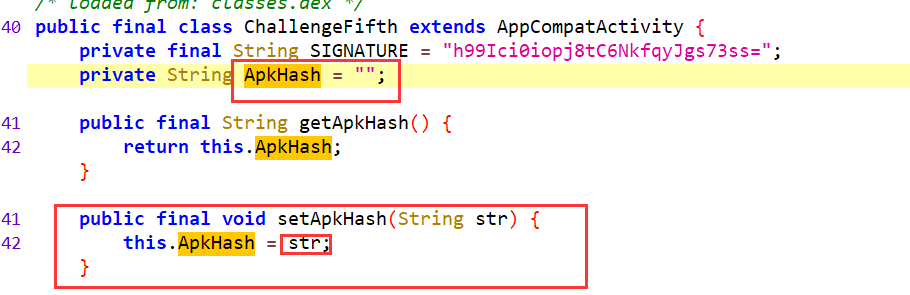 /* loaded from: classes.dex */
40 public final class ChallengeFifth extends AppCompatActivity {
private final String SIGNATURE = "h99Ici0iopj8tC6NkfqyJgs73ss=";
private String ApkHash = "";
41 public final String getApkHash() {
42 return this.ApkHash;
}
41 public final void setApkHash(String str) {
42 this.ApkHash = str;
}